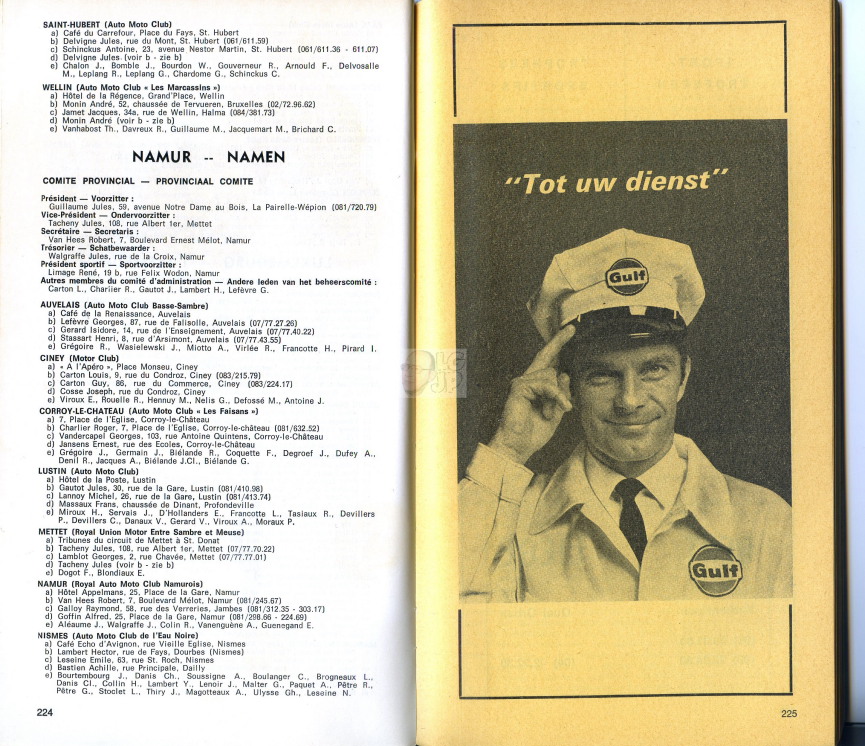 SAINT-HUBERT (Auto Moto Club)
a) Café du Carrefour, Place du Fays, St. Hubert
b) Delvigne Jules, rue du Mont, St. Hubert (061/611.59)
c) Schinckus Antoine, 23, avenue Nestor Martin, St. Hubert (061/611.36 - 611.07)
d) Delvigne Jules (voir b - zie b)
e) Chalon J., Bomble J., Bourdon W., Gouverneur R., Arnould F., Delvosalle
M., Leplang R., Leplang G., Chardome G., Schinckus C.
WELLIN (Auto Moto Club « Les Marcassins »)
a) Hôtel de la Régence, Grand'Place, Wellin
b) Monin André, 52, chaussée de Tervueren, Bruxelles (02/72.96.62)
c) Jamet Jacques, 34a, rue de Wellin, Halma (084/381.73)
d) Monin André (voir b - zie b)
e) Vanhabost Th., Davreux R., Guillaume M., Jacquemart M., Brichard C.
NAMUR -- NAMEN
COMITE PROVINCIAL — PROVINCIAAL COMITE
Président — Voorzitter :
Guillaume Jules, 59, avenue Notre Dame au Bois, La Pairelle-Wépion (081/720.79)
Vice-Président — Ondervoorzitter :
Tacheny Jules, 108, rue Albert 1er, Mettet
Secrétaire — Secretaris :
Van Hees Robert, 7, Boulevard Ernest Mélot, Namur
Trésorier — Schatbewaarder :
Walgraffe Jules, rue de la Croix, Namur
Président sportif — Sportvoorzitter :
Limage René, 19 b, rue Felix Wodon, Namur
Autres membres du comité d'administration — Andere leden van het beheerscomité :
Carton L., Charlier R., Gautot J., Lambert H., Lefèvre G.
AUVELAIS (Auto Moto Club Basse-Sambre)
a) Café de la Renaissance, Auvelais
b) Lefèvre Georges, 87, rue de Falisolle, Auvelais (07/77.27.26)
c) Gerard Isidore, 14, rue de l'Enseignement, Auvelais (07/77.40.22)
d) Stassart Henri, 8, rue d'Arsimont, Auvelais (07/77.43.55)
e) Grégoire R., Wasielewski J., Miotto A., Virlée R., Francotte H., Pirard I.
CINEY (Motor Club)
a) « A l'Apéro », Place Monseu, Ciney
b) Carton Louis, 9, rue du Condroz, Ciney (083/215.79)
c) Carton Guy, 86, rue du Commerce, Ciney (083/224.17)
d) Cosse Joseph, rue du Condroz, Ciney
e) Viroux E., Rouelle R., Hennuy M., Nelis G., Defossé M., Antoine J.
CORROY-LE-CHATEAU (Auto Moto Club « Les Faisans »)
a) 7, Place de l'Eglise, Corroy-le-Château
b) Charlier Roger, 7, Place de l'Eglise, Corroy-le-château (081/632.52)
c) Vandercapel Georges, 103, rue Antoine Quintens, Corroy-le-Château
d) Jansens Ernest, rue des Ecoles, Corroy-le-Château
e) Grégoire J., Germain J., Biélande R., Coquette F., Degroef J., Dufey A.,
Denil R., Jacques A., Biélande J.Cl., Biélande G.
LUSTIN (Auto Moto Club)
a) Hôtel de la Poste, Lustin
b) Gautot Jules, 30, rue de la Gare, Lustin (081/410.98)
c) Lannoy Michel, 26, rue de la Gare, Lustin (081/413.74)
d) Massaux Frans, chaussée de Dinant, Profondeville
e) Miroux H., Servais J., D'Hollanders E., Francotte L., Tasiaux R., Devillers
P., Devillers C., Danaux V., Gerard V., Viroux A., Moraux P.
METTET (Royal Union Motor Entre Sambre et Meuse)
a) Tribunes du circuit de Mettet à St. Donat
b) Tacheny Jules, 108, rue Albert 1er, Mettet (07/77.70.22)
c) Lamblot Georges, 2, rue Chavée, Mettet (07/77.77.01)
d) Tacheny Jules (voir b - zie b)
e) Dogot F., Blondiaux E.
NAMUR (Royal Auto Moto Club Namurois)
a) Hôtel Appelmans, 25, Place de la Gare, Namur
b) Van Hees Robert, 7, Boulevard Mélot, Namur (081/245.67)
c) Galloy Raymond, 58, rue des Verreries, Jambes (081/312.35 - 303.17)
d) Goffin Alfred, 25, Place de la Gare, Namur (081/298.66 - 224.69)
e) Aléaume J., Walgraffe J., Colin R., Vanenguène A., Guenegand E.
NISMES (Auto Moto Club de l'Eau Noire)
a) Café Echo d'Avignon, rue Vieille Eglise, Nismes
b) Lambert Hector, rue de Fays, Dourbes (Nismes)
c) Leseine Emile, 63, rue St. Roch, Nismes
d) Bastien Achille, rue Principale, Dailly
e) Bourtembourg J., Danis Ch., Soussigne A., Boulanger C., Brogneaux L.,
Danis Cl., Collin H., Lambert Y., Lenoir J., Malter G., Paquet A., Pêtre R.,
Pêtre G., Stoclet L., Thiry J., Magotteaux A., Ulysse Gh., Leseine N.
224
"Tot uw dienst"
Gulf
Gulf
225